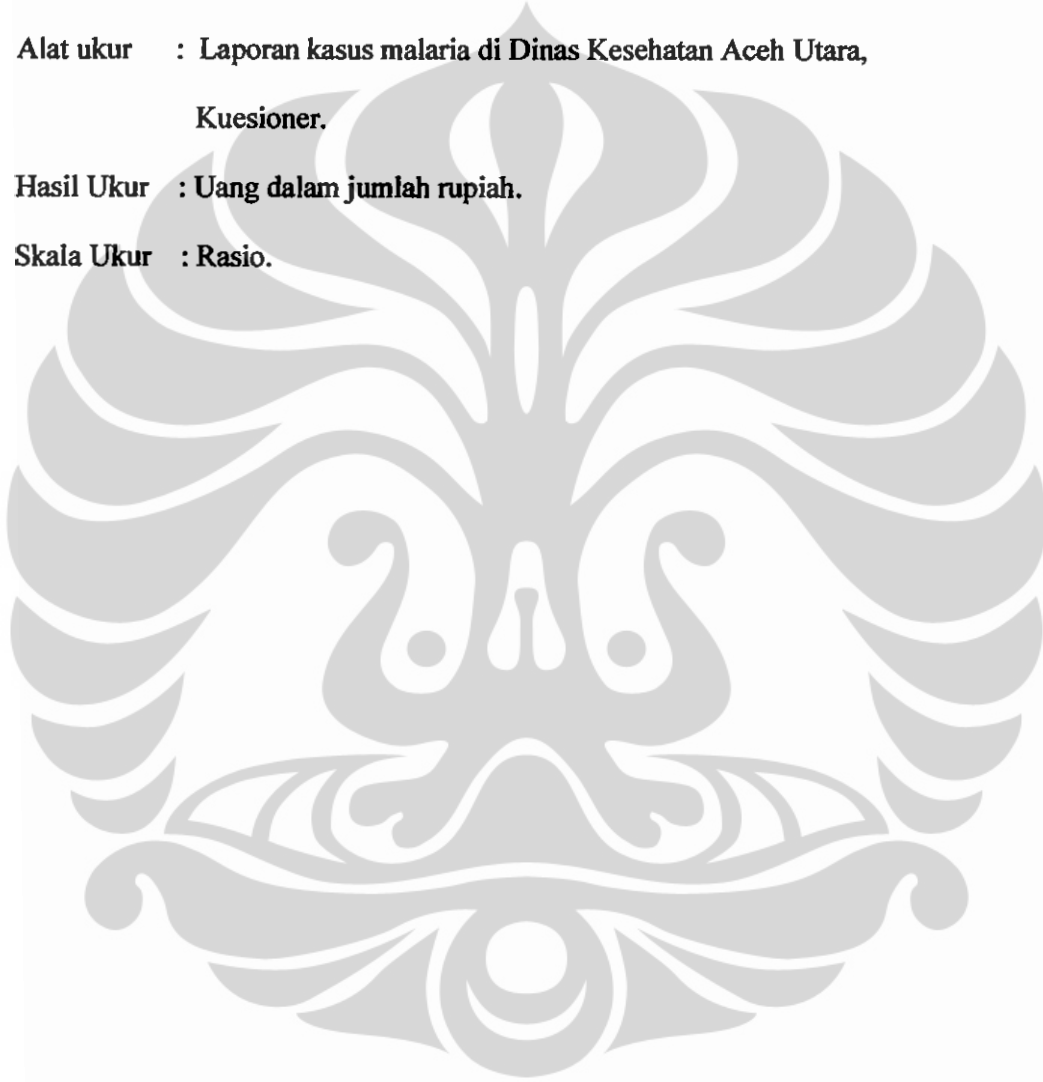 Alat ukur : Laporan kasus malaria di Dinas Kesehatan Aceh Utara,
Kuesioner.
Hasil Ukur : Uang dalam jumlah rupiah.
Skala Ukur : Rasio.